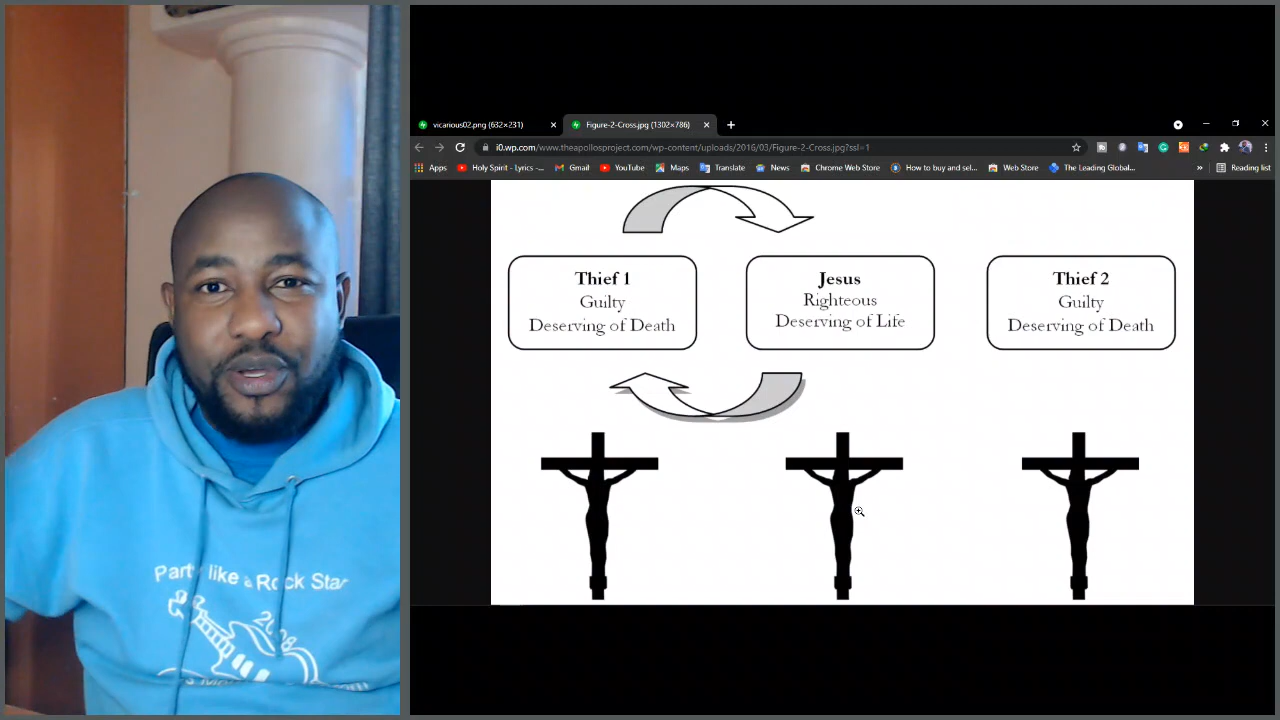 Party like a Rock Star
vicarious02.png (632×231)
Figure-2-Cross.jpg (1302×786)
i0.wp.com/www.theapollosproject.com/wp-content/uploads/2016/03/Figure-2-Cross.jpg?ssl=1
Apps
Holy Spirit - Lyrics -...
Gmail
YouTube
Maps
Translate
News
Chrome Web Store
How to buy and sel...
Web Store
The Leading Global...
»
Reading list
Thief 1
Guilty
Deserving of Death
Jesus
Righteous
Deserving of Life
Thief 2
Guilty
Deserving of Death